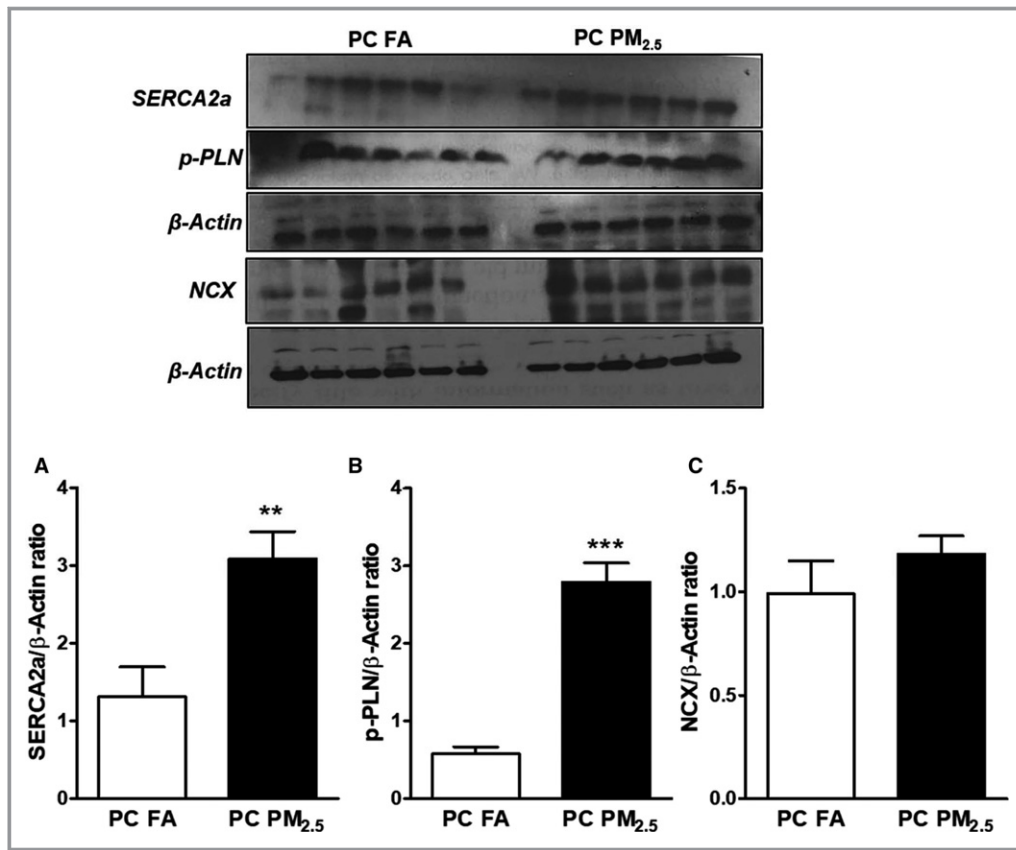 PC FA PC PM2.5
SERCA2a
p-PLN
β-Actin
NCX
β-Actin
A
SERCA2a/β-Actin ratio
4
3
2
1
0
**
PC FA PC PM2.5
B
p-PLN/β-Actin ratio
4
3
2
1
0
***
PC FA PC PM2.5
C
NCX/β-Actin ratio
1.5
1.0
0.5
0.0
PC FA PC PM2.5